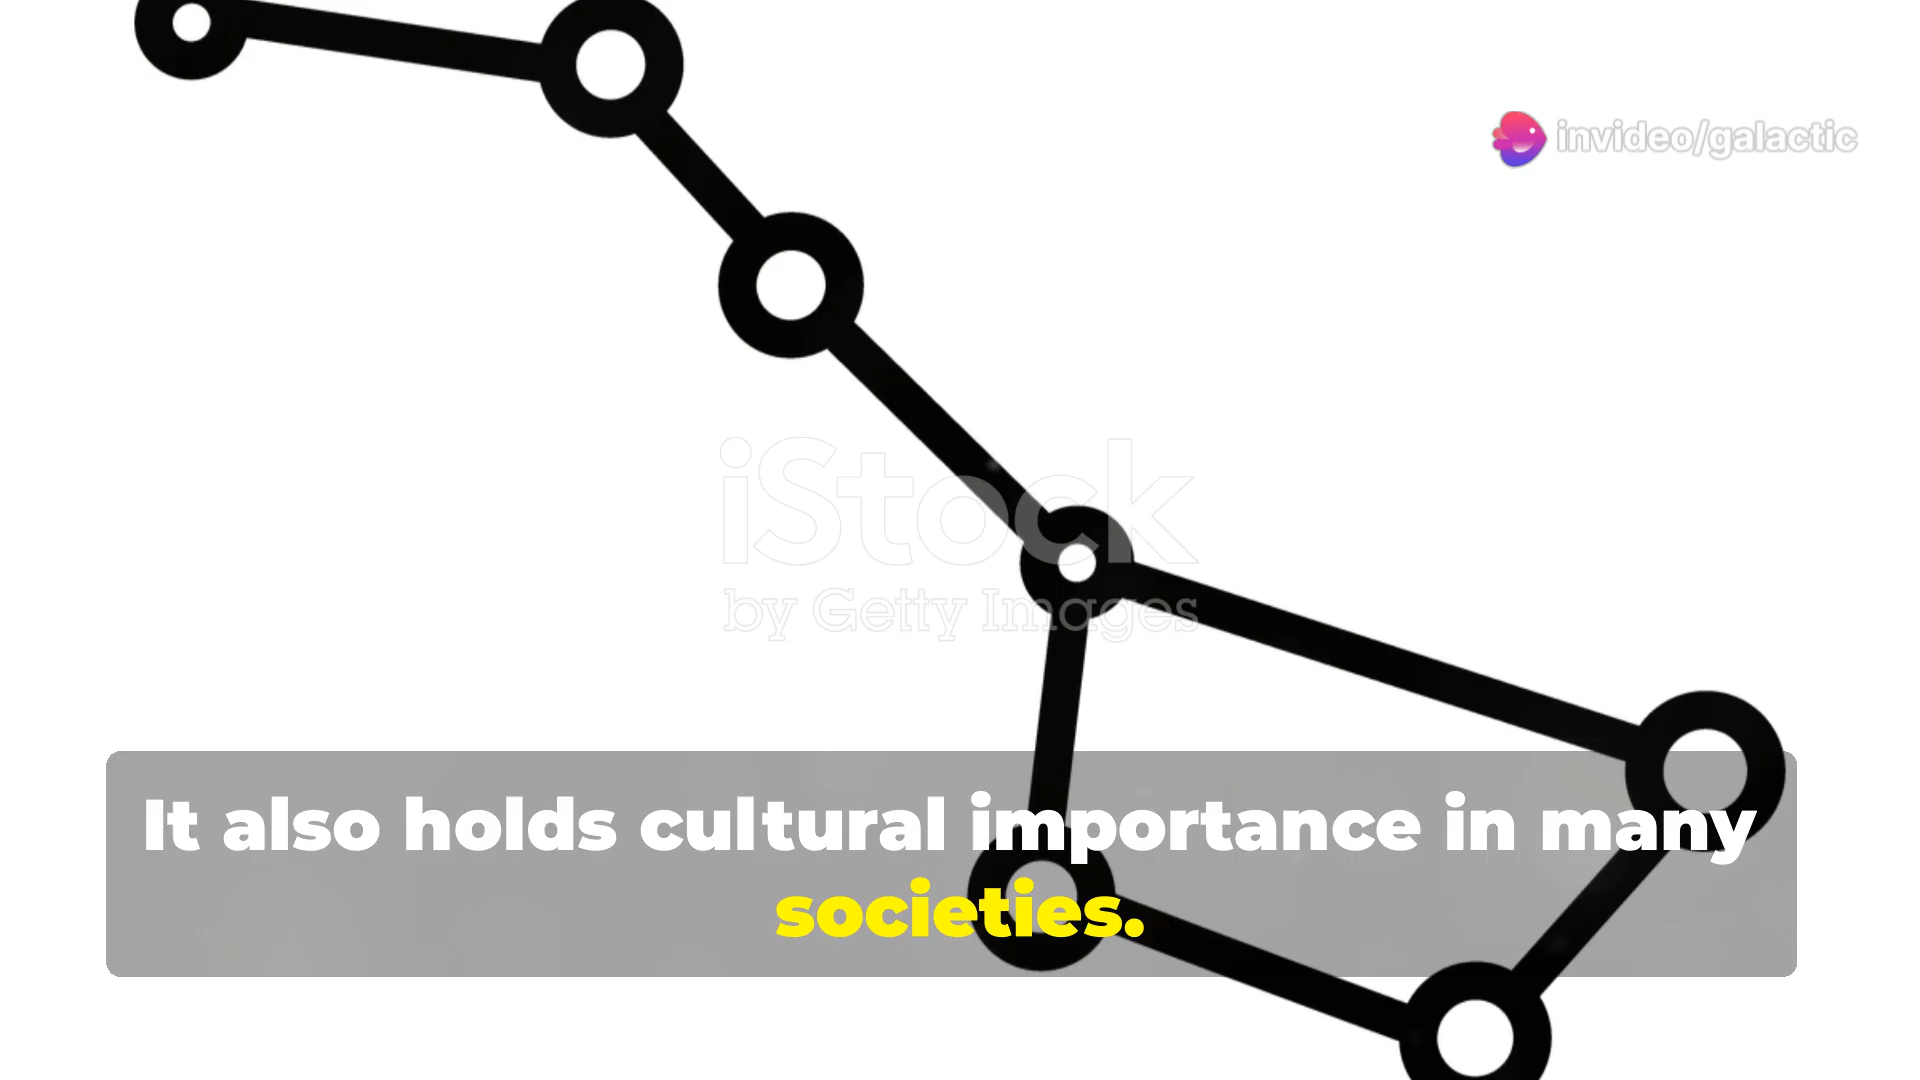 invideo/galactic
iStock
by Getty Images
It also holds cultural importance in many
societies.